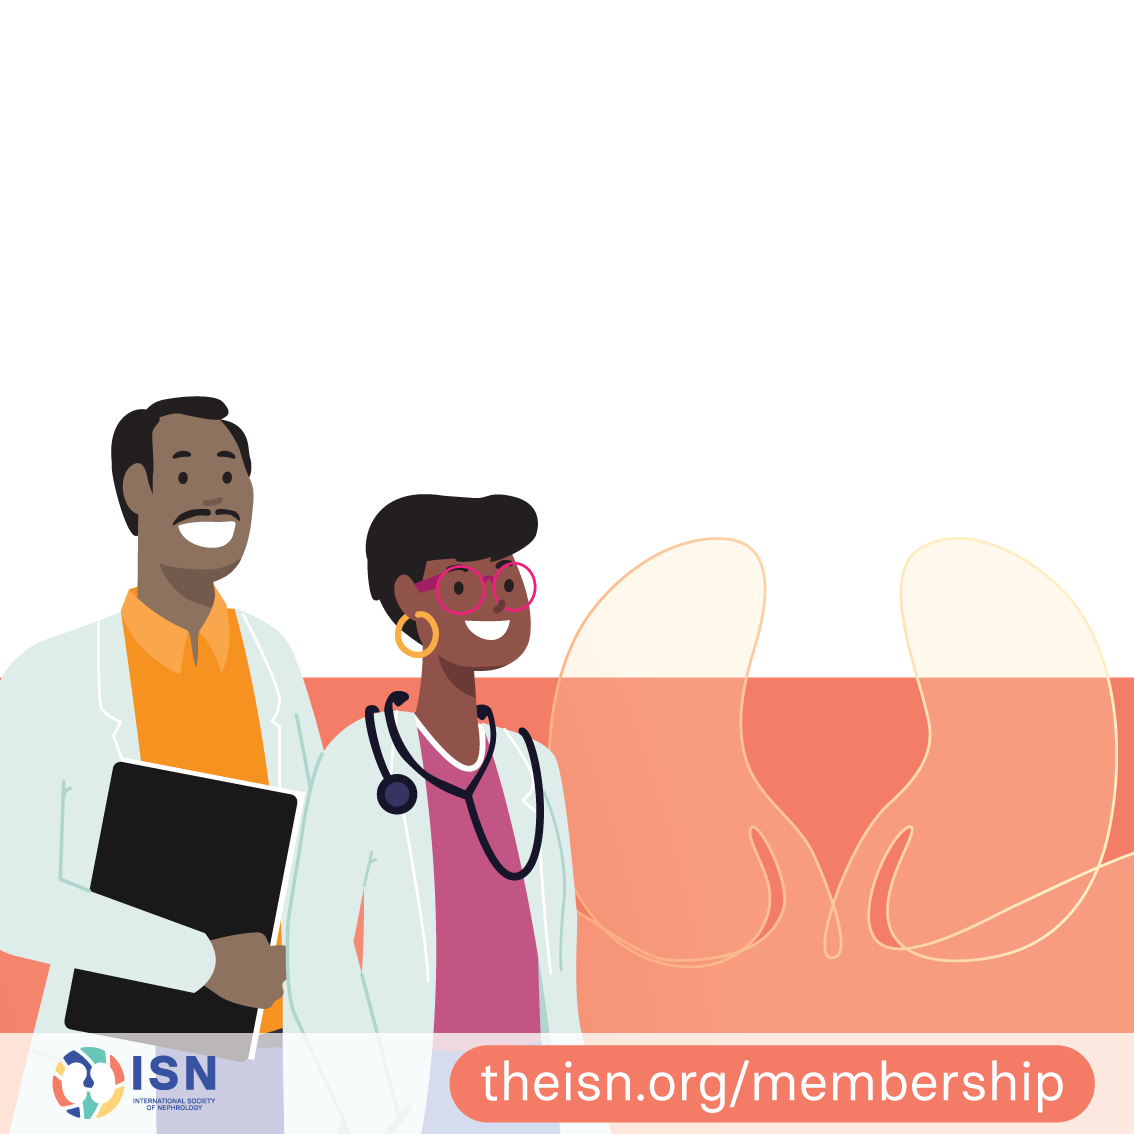 ISN
INTERNATIONAL SOCIETY
OF NEPHROLOGY
theisn.org/membership